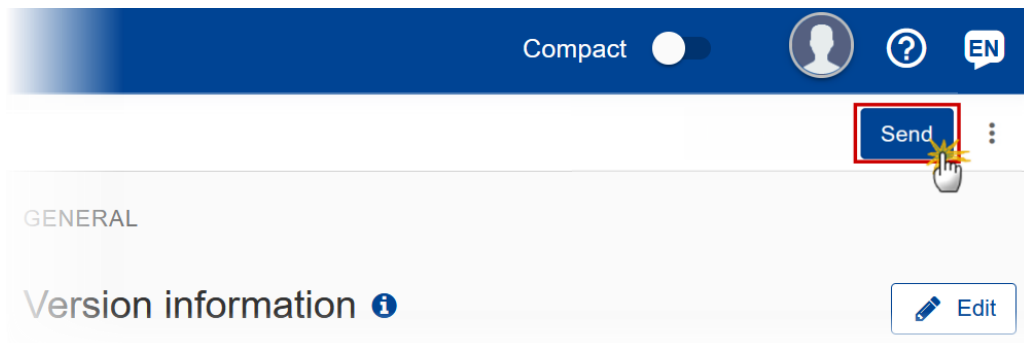 Compact EN
Send
GENERAL
Version information
Edit